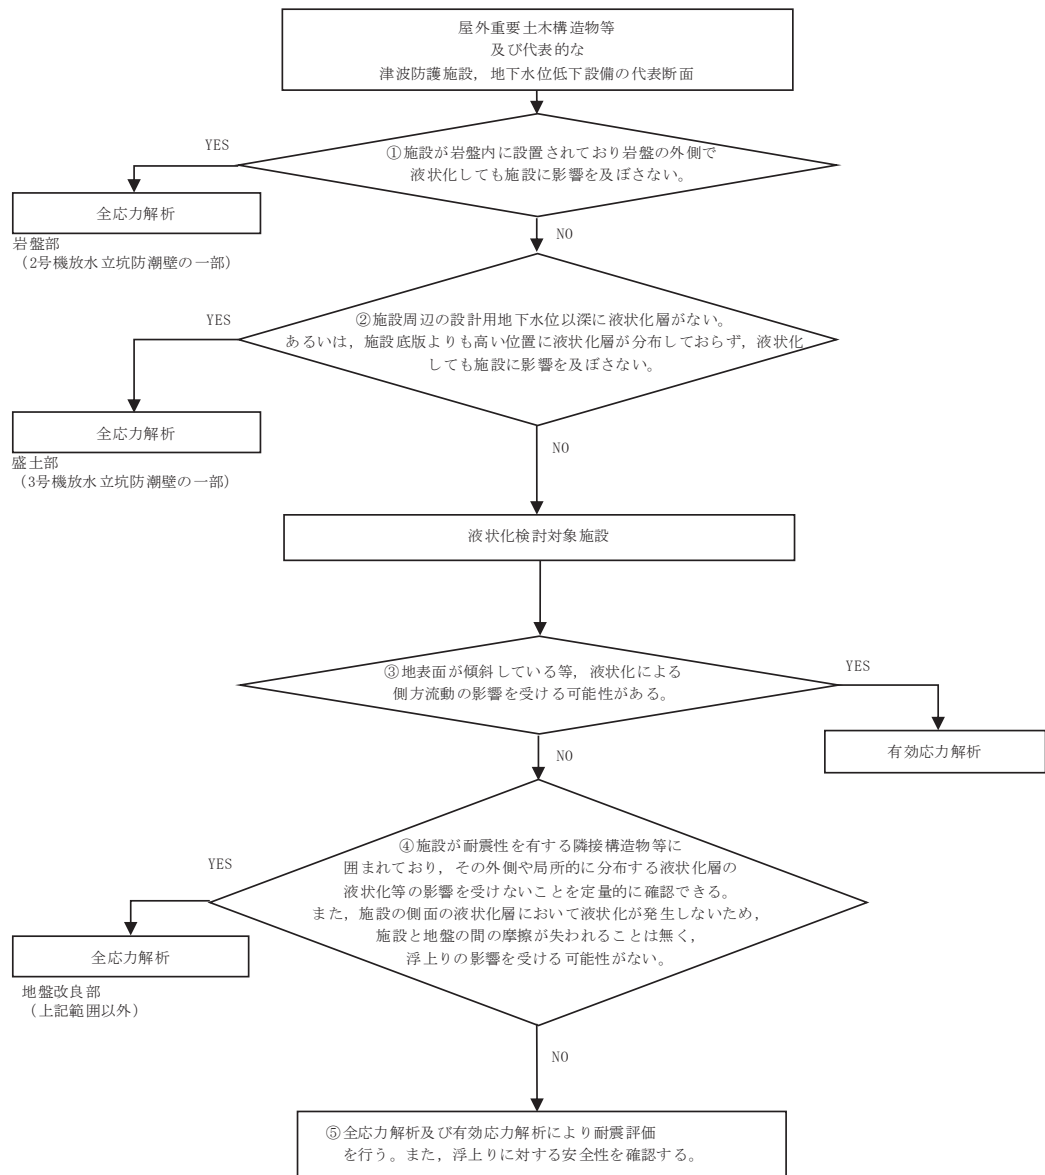 屋外重要土木構造物等
及び代表的な
津波防護施設，地下水位低下設備の代表断面
YES
①施設が岩盤内に設置されており岩盤の外側で
液状化しても施設に影響を及ぼさない。
全応力解析
岩盤部
（2号機放水立坑防潮壁の一部）
NO
YES
②施設周辺の設計用地下水位以深に液状化層がない。
あるいは，施設底版よりも高い位置に液状化層が分布しておらず，液状化
しても施設に影響を及ぼさない。
全応力解析
盛土部
（3号機放水立坑防潮壁の一部）
NO
液状化検討対象施設
③地表面が傾斜している等，液状化による
側方流動の影響を受ける可能性がある。
YES
有効応力解析
NO
YES
④施設が耐震性を有する隣接構造物等に
囲まれており，その外側や局所的に分布する液状化層の
液状化等の影響を受けないことを定量的に確認できる。
また，施設の側面の液状化層において液状化が発生しないため，
施設と地盤の間の摩擦が失われることは無く，
浮上りの影響を受ける可能性がない。
全応力解析
地盤改良部
（上記範囲以外）
NO
⑤全応力解析及び有効応力解析により耐震評価
を行う。また，浮上りに対する安全性を確認する。